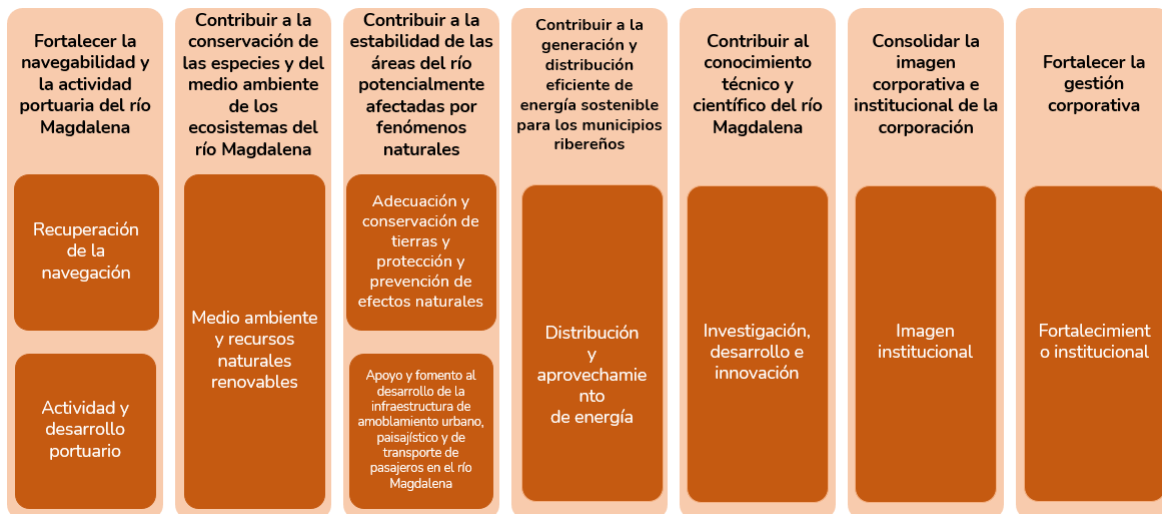 Fortalecer la
navegabilidad y
la actividad
portuaria del río
Magdalena
Recuperación
de la
navegación
Actividad y
desarrollo
portuario
Contribuir a la
conservación de
las especies y del
medio ambiente
de los
ecosistemas del
río Magdalena
Medio ambiente
y recursos
naturales
renovables
Contribuir a la
estabilidad de las
áreas del río
potencialmente
afectadas por
fenómenos
naturales
Adecuación y
conservación de
tierras y
protección y
prevención de
efectos naturales
Apoyo y fomento al
desarrollo de la
infraestructura de
amoblamiento urbano,
paisajístico y de
transporte de
pasajeros en el río
Magdalena
Contribuir a la
generación y
distribución
eficiente de
energía sostenible
para los municipios
ribereños
Distribución
y
aprovechamie
nto
de energía
Contribuir al
conocimiento
técnico y
científico del río
Magdalena
Investigación,
desarrollo e
innovación
Consolidar la
imagen
corporativa e
institucional de la
corporación
Imagen
institucional
Fortalecer la
gestión
corporativa
Fortalecimient
o institucional